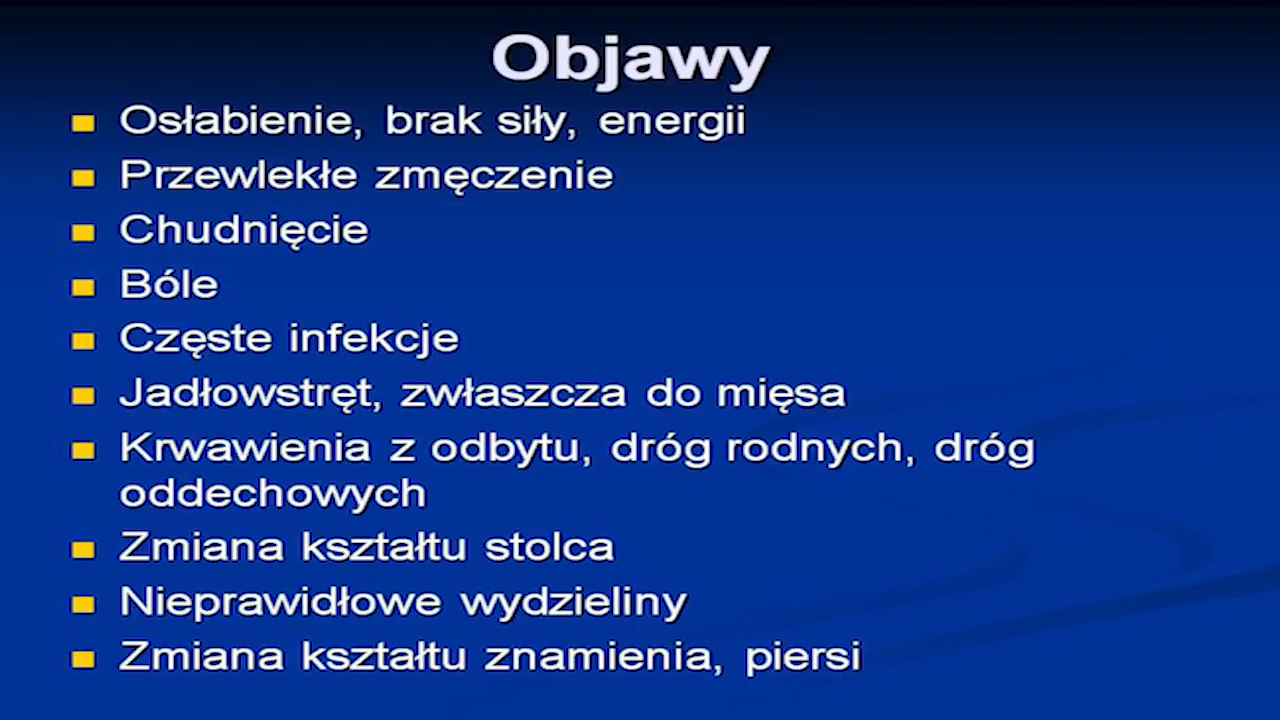 Objawy
Osłabienie, brak siły, energii
Przewlekłe zmęczenie
Chudnięcie
Bóle
Częste infekcje
Jadłowstręt, zwłaszcza do mięsa
Krwawienia z odbytu, dróg rodnych, dróg
oddechowych
Zmiana kształtu stolca
Nieprawidłowe wydzieliny
Zmiana kształtu znamienia, piersi